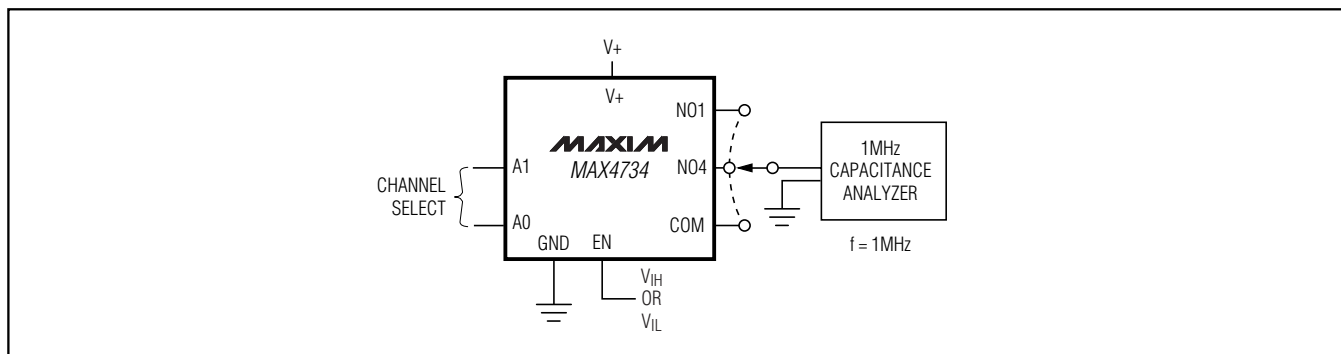 V+
V+
NO1
MAXIM
MAX4734
A1
NO4
CHANNEL
SELECT
A0
COM
GND
EN
VIH
OR
VIL
1MHz
CAPACITANCE
ANALYZER
f = 1MHz